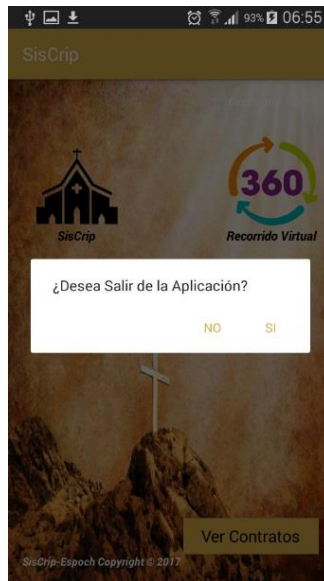 93% 06:55
SisCrip
360
SisCrip
Recorrido Virtual
¿Desea Salir de la Aplicación?
NO SI
Ver Contratos
SisCrip-Espoch Copyright © 2017